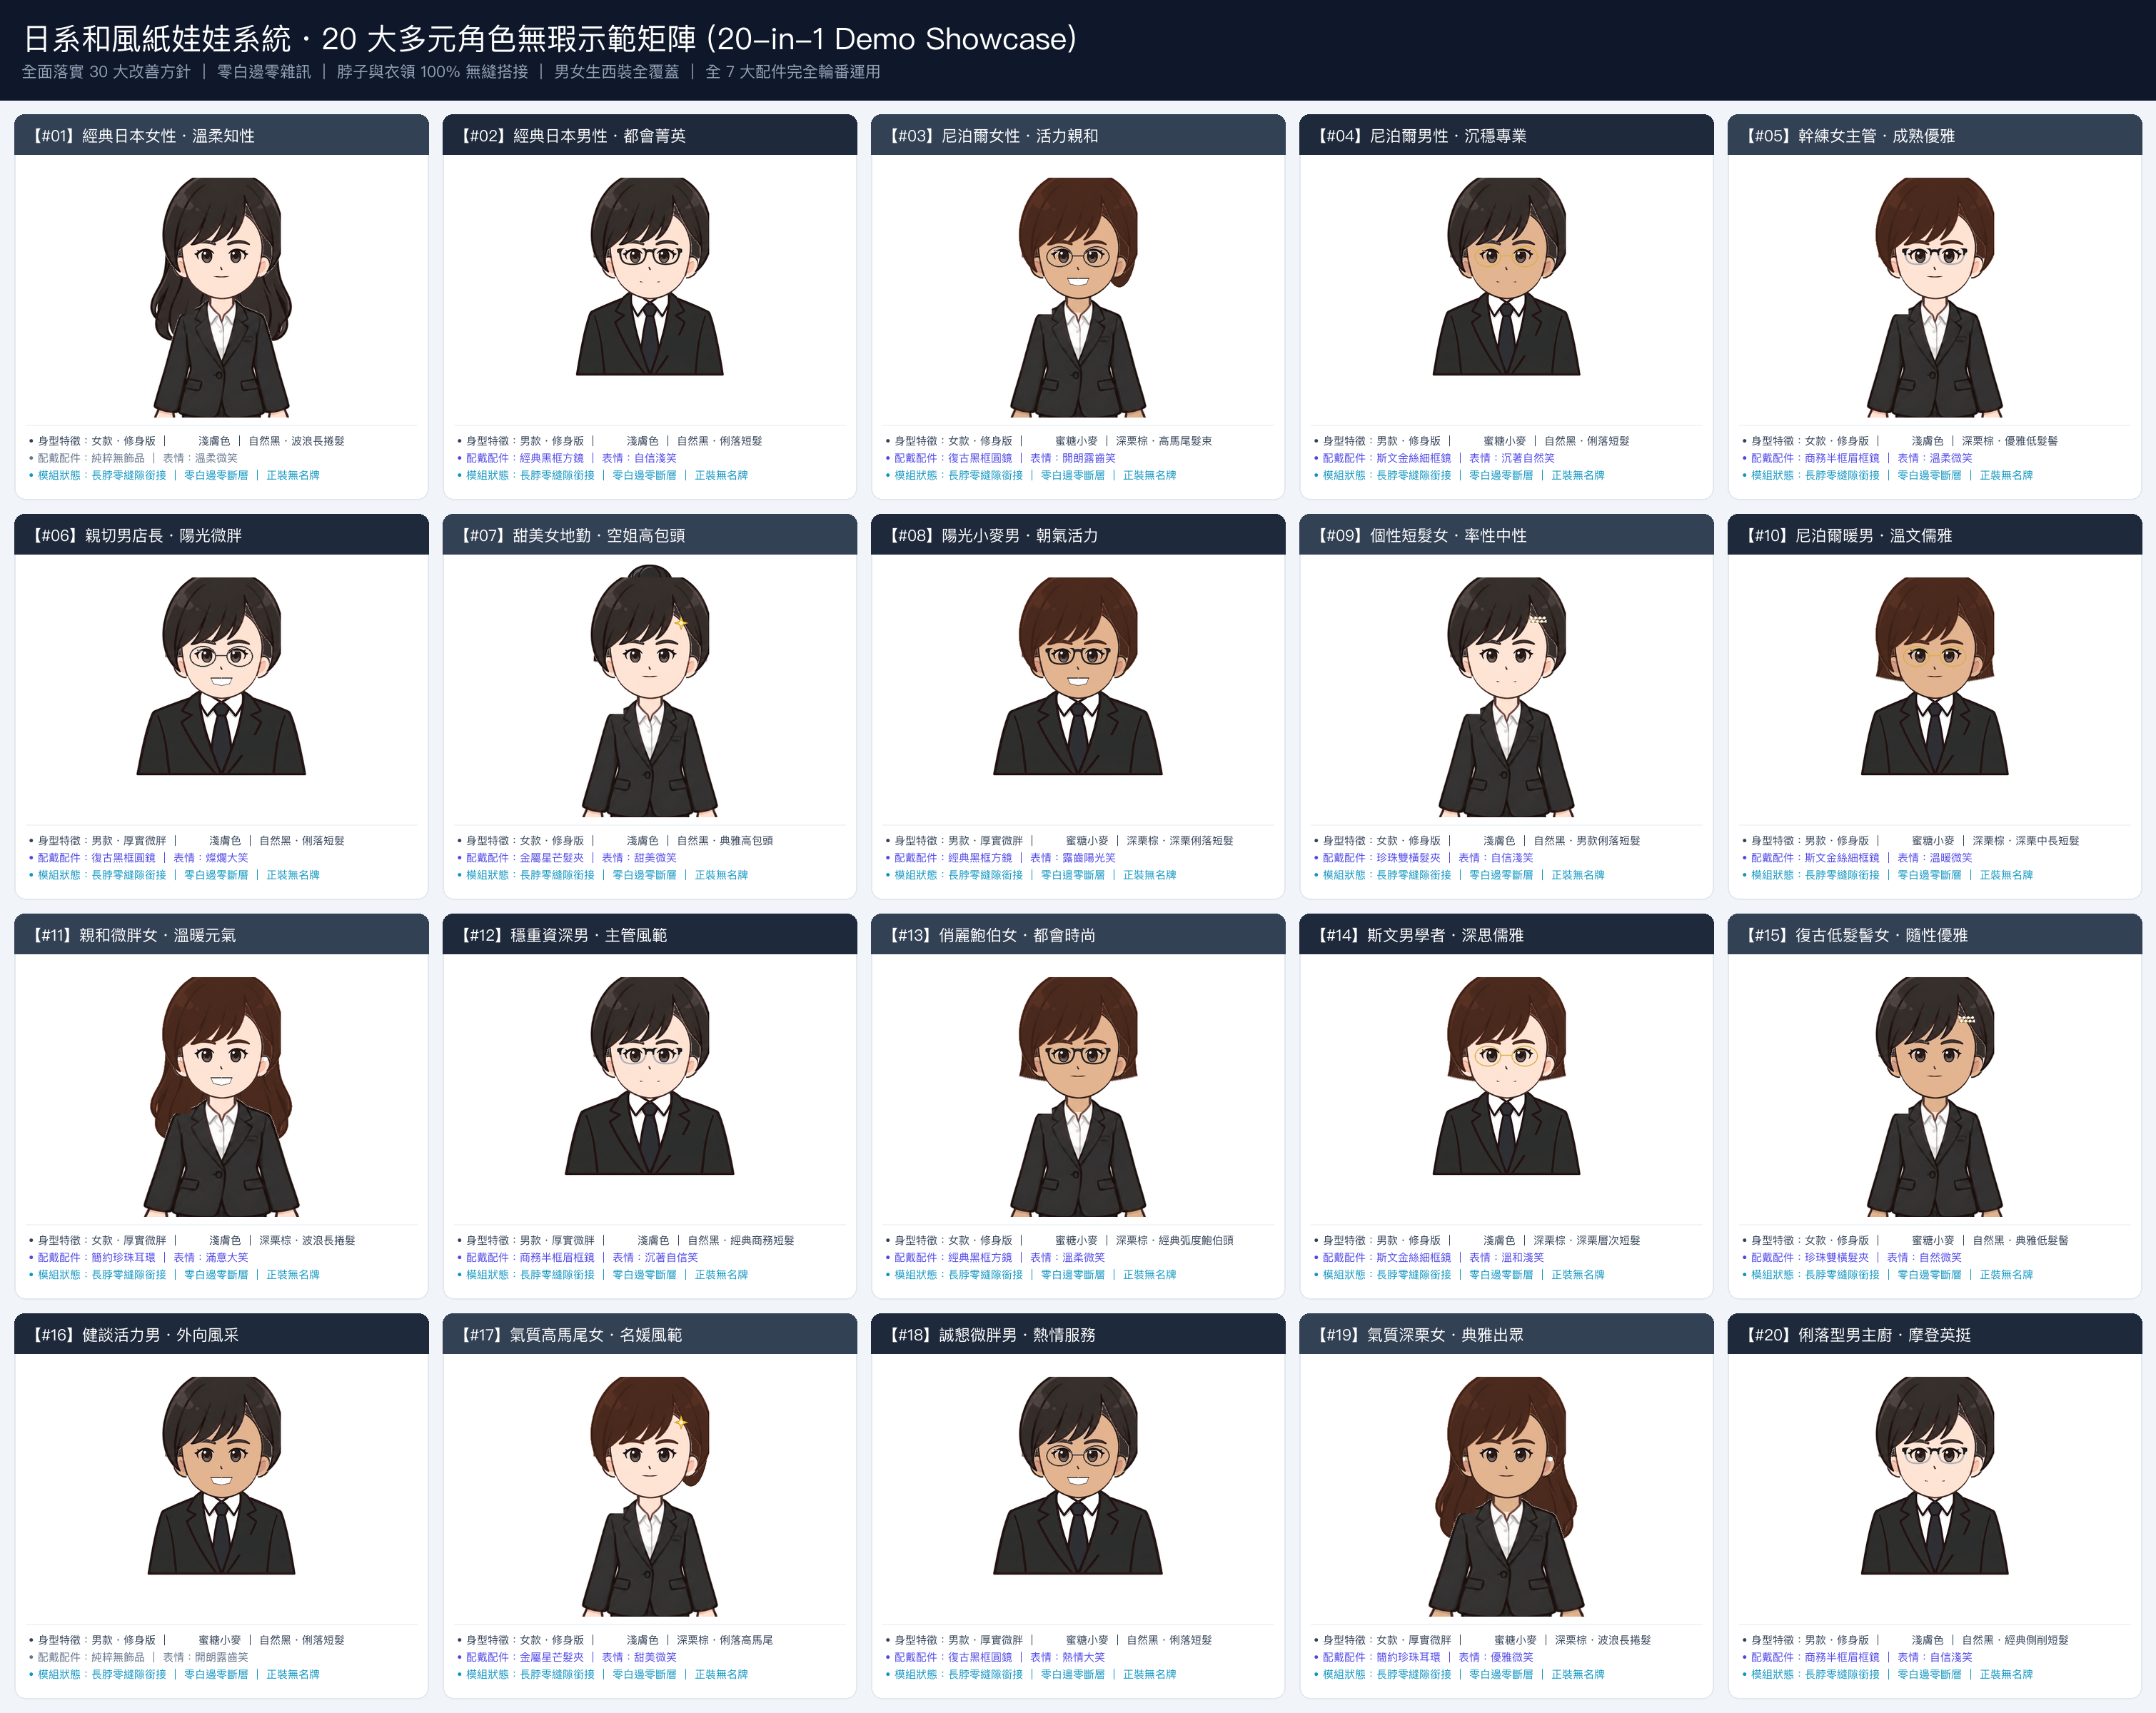 日系和風紙娃娃系統·20 大多元角色無瑕示範矩陣 (20-in-1 Demo Showcase)
全面落實 30 大改善方針 | 零白邊零雜訊 | 脖子與衣領 100% 無縫搭接 | 男女生西裝全覆蓋 | 全 7 大配件完全輪番運用
【#01】經典日本女性·溫柔知性
• 身型特徵：女款·修身版 | 淺膚色 | 自然黑·波浪長捲髮
• 配戴配件：純粹無飾品 | 表情：溫柔微笑
• 模組狀態：長脖零縫隙銜接 | 零白邊零斷層 | 正裝無名牌
【#02】經典日本男性·都會菁英
• 身型特徵：男款·修身版 | 淺膚色 | 自然黑·俐落短髮
• 配戴配件：經典黑框方鏡 | 表情：自信淺笑
• 模組狀態：長脖零縫隙銜接 | 零白邊零斷層 | 正裝無名牌
【#03】尼泊爾女性·活力親和
• 身型特徵：女款·修身版 | 蜜糖小麥 | 深栗棕·高馬尾髮束
• 配戴配件：復古黑框圓鏡 | 表情：開朗露齒笑
• 模組狀態：長脖零縫隙銜接 | 零白邊零斷層 | 正裝無名牌
【#04】尼泊爾男性·沉穩專業
• 身型特徵：男款·修身版 | 蜜糖小麥 | 自然黑·俐落短髮
• 配戴配件：斯文金絲細框鏡 | 表情：沉著自然笑
• 模組狀態：長脖零縫隙銜接 | 零白邊零斷層 | 正裝無名牌
【#05】幹練女主管·成熟優雅
• 身型特徵：女款·修身版 | 淺膚色 | 深栗棕·優雅低髮髻
• 配戴配件：商務半框眉框鏡 | 表情：溫柔微笑
• 模組狀態：長脖零縫隙銜接 | 零白邊零斷層 | 正裝無名牌
【#06】親切男店長·陽光微胖
• 身型特徵：男款·厚實微胖 | 淺膚色 | 自然黑·俐落短髮
• 配戴配件：復古黑框圓鏡 | 表情：燦爛大笑
• 模組狀態：長脖零縫隙銜接 | 零白邊零斷層 | 正裝無名牌
【#07】甜美女地勤·空姐高包頭
• 身型特徵：女款·修身版 | 淺膚色 | 自然黑·典雅高包頭
• 配戴配件：金屬星芒髮夾 | 表情：甜美微笑
• 模組狀態：長脖零縫隙銜接 | 零白邊零斷層 | 正裝無名牌
【#08】陽光小麥男·朝氣活力
• 身型特徵：男款·厚實微胖 | 蜜糖小麥 | 深栗棕·深栗俐落短髮
• 配戴配件：經典黑框方鏡 | 表情：露齒陽光笑
• 模組狀態：長脖零縫隙銜接 | 零白邊零斷層 | 正裝無名牌
【#09】個性短髮女·率性中性
• 身型特徵：女款·修身版 | 淺膚色 | 自然黑·男款俐落短髮
• 配戴配件：珍珠雙橫髮夾 | 表情：自信淺笑
• 模組狀態：長脖零縫隙銜接 | 零白邊零斷層 | 正裝無名牌
【#10】尼泊爾暖男·溫文儒雅
• 身型特徵：男款·修身版 | 蜜糖小麥 | 深栗棕·深栗中長短髮
• 配戴配件：斯文金絲細框鏡 | 表情：溫暖微笑
• 模組狀態：長脖零縫隙銜接 | 零白邊零斷層 | 正裝無名牌
【#11】親和微胖女·溫暖元氣
• 身型特徵：女款·厚實微胖 | 淺膚色 | 深栗棕·波浪長捲髮
• 配戴配件：簡約珍珠耳環 | 表情：滿意大笑
• 模組狀態：長脖零縫隙銜接 | 零白邊零斷層 | 正裝無名牌
【#12】穩重資深男·主管風範
• 身型特徵：男款·厚實微胖 | 淺膚色 | 自然黑·經典商務短髮
• 配戴配件：商務半框眉框鏡 | 表情：沉著自信笑
• 模組狀態：長脖零縫隙銜接 | 零白邊零斷層 | 正裝無名牌
【#13】俏麗鮑伯女·都會時尚
• 身型特徵：女款·修身版 | 蜜糖小麥 | 深栗棕·經典弧度鮑伯頭
• 配戴配件：經典黑框方鏡 | 表情：溫柔微笑
• 模組狀態：長脖零縫隙銜接 | 零白邊零斷層 | 正裝無名牌
【#14】斯文男學者·深思儒雅
• 身型特徵：男款·修身版 | 淺膚色 | 深栗棕·深栗層次短髮
• 配戴配件：斯文金絲細框鏡 | 表情：溫和淺笑
• 模組狀態：長脖零縫隙銜接 | 零白邊零斷層 | 正裝無名牌
【#15】復古低髮髻女·隨性優雅
• 身型特徵：女款·修身版 | 蜜糖小麥 | 自然黑·典雅低髮髻
• 配戴配件：珍珠雙橫髮夾 | 表情：自然微笑
• 模組狀態：長脖零縫隙銜接 | 零白邊零斷層 | 正裝無名牌
【#16】健談活力男·外向風采
• 身型特徵：男款·修身版 | 蜜糖小麥 | 自然黑·俐落短髮
• 配戴配件：純粹無飾品 | 表情：開朗露齒笑
• 模組狀態：長脖零縫隙銜接 | 零白邊零斷層 | 正裝無名牌
【#17】氣質高馬尾女·名媛風範
• 身型特徵：女款·修身版 | 淺膚色 | 深栗棕·俐落高馬尾
• 配戴配件：金屬星芒髮夾 | 表情：甜美微笑
• 模組狀態：長脖零縫隙銜接 | 零白邊零斷層 | 正裝無名牌
【#18】誠懇微胖男·熱情服務
• 身型特徵：男款·厚實微胖 | 蜜糖小麥 | 自然黑·俐落短髮
• 配戴配件：復古黑框圓鏡 | 表情：熱情大笑
• 模組狀態：長脖零縫隙銜接 | 零白邊零斷層 | 正裝無名牌
【#19】氣質深栗女·典雅出眾
• 身型特徵：女款·厚實微胖 | 蜜糖小麥 | 深栗棕·波浪長捲髮
• 配戴配件：簡約珍珠耳環 | 表情：優雅微笑
• 模組狀態：長脖零縫隙銜接 | 零白邊零斷層 | 正裝無名牌
【#20】俐落型男主廚·摩登英挺
• 身型特徵：男款·修身版 | 淺膚色 | 自然黑·經典側削短髮
• 配戴配件：商務半框眉框鏡 | 表情：自信淺笑
• 模組狀態：長脖零縫隙銜接 | 零白邊零斷層 | 正裝無名牌